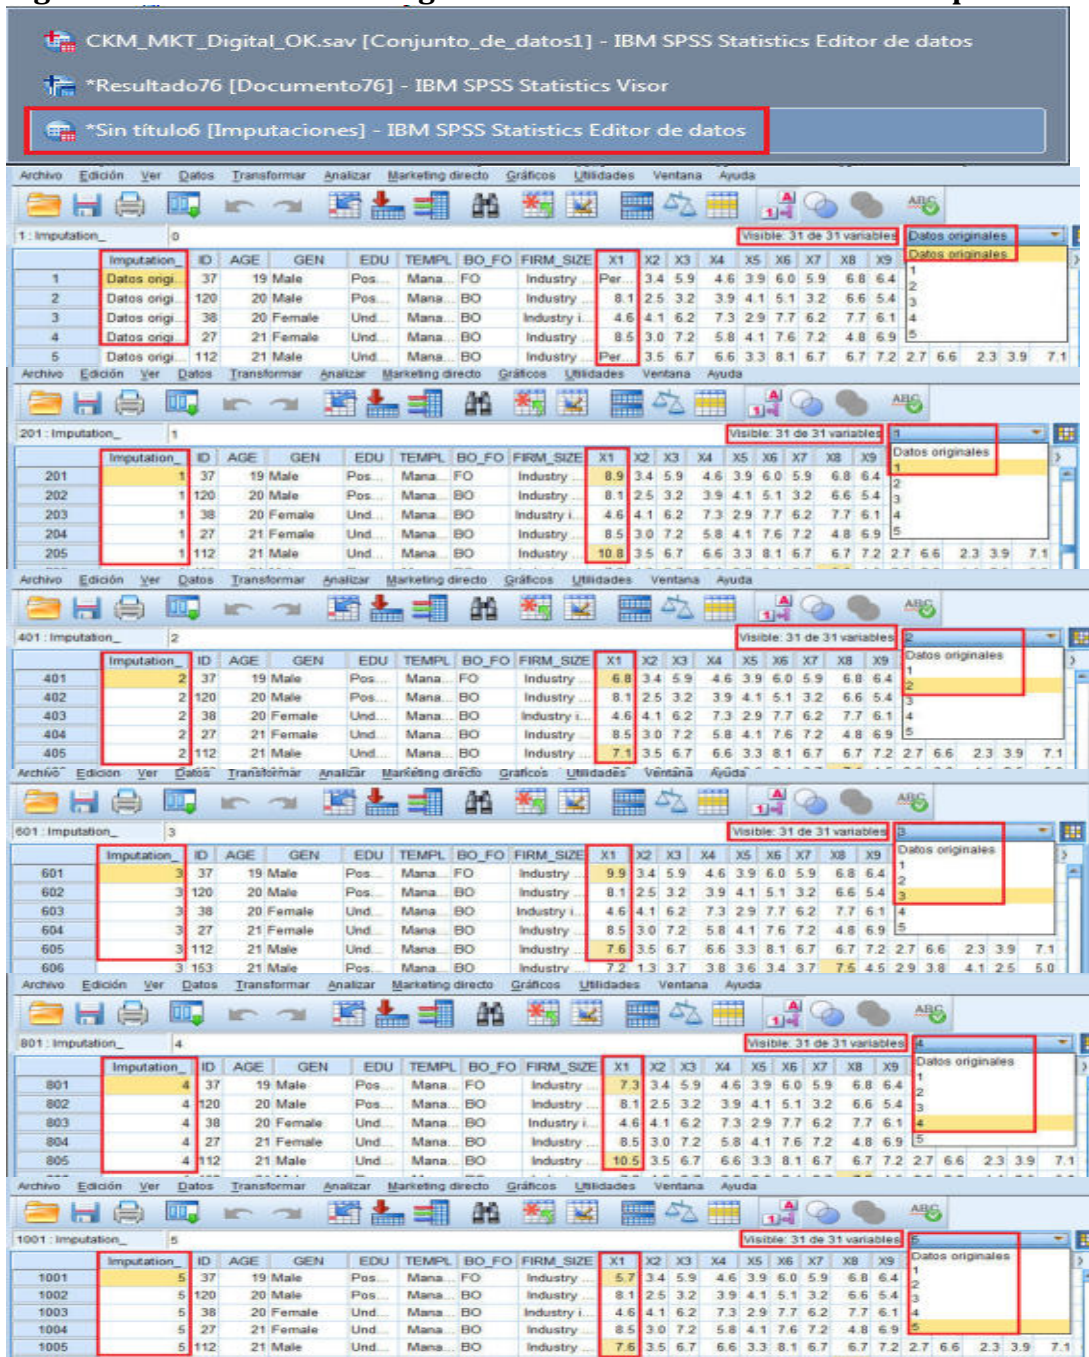 CKM_MKT_Digital_OK.sav [Conjunto_de_datos1] - IBM SPSS Statistics Editor de datos
*Resultado76 [Documento76] - IBM SPSS Statistics Visor
*Sin título6 [Imputaciones] - IBM SPSS Statistics Editor de datos
Archivo Edición Ver Datos Transformar Analizar Marketing directo Gráficos Utilidades Ventana Ayuda
1 : Imputation_ 0 Visible: 31 de 31 variables Datos originales
Imputation_ ID AGE GEN EDU TEMPL BO_FO FIRM_SIZE X1 X2 X3 X4 X5 X6 X7 X8 X9 Datos originales
1 Datos origi... 37 19 Male Pos... Mana... FO Industry ... Per... 3.4 5.9 4.6 3.9 6.0 5.9 6.8 6.4 1
2 Datos origi... 120 20 Male Pos... Mana... BO Industry ... 8.1 2.5 3.2 3.9 4.1 5.1 3.2 6.6 5.4 2
3 Datos origi... 38 20 Female Und... Mana... BO Industry i... 4.6 4.1 6.2 7.3 2.9 7.7 6.2 7.7 6.1 3 4
4 Datos origi... 27 21 Female Und... Mana... BO Industry ... 8.5 3.0 7.2 5.8 4.1 7.6 7.2 4.8 6.9 5
5 Datos origi... 112 21 Male Und... Mana... BO Industry ... Per... 3.5 6.7 6.6 3.3 8.1 6.7 6.7 7.2 2.7 6.6 2.3 3.9 7.1
Archivo Edición Ver Datos Transformar Analizar Marketing directo Gráficos Utilidades Ventana Ayuda
201 : Imputation_ 1 Visible: 31 de 31 variables 1
Imputation_ ID AGE GEN EDU TEMPL BO_FO FIRM_SIZE X1 X2 X3 X4 X5 X6 X7 X8 X9 Datos originales
201 1 37 19 Male Pos... Mana... FO Industry ... 8.9 3.4 5.9 4.6 3.9 6.0 5.9 6.8 6.4 1
202 1 120 20 Male Pos... Mana... BO Industry ... 8.1 2.5 3.2 3.9 4.1 5.1 3.2 6.6 5.4 2
203 1 38 20 Female Und... Mana... BO Industry i... 4.6 4.1 6.2 7.3 2.9 7.7 6.2 7.7 6.1 3 4
204 1 27 21 Female Und... Mana... BO Industry ... 8.5 3.0 7.2 5.8 4.1 7.6 7.2 4.8 6.9 5
205 1 112 21 Male Und... Mana... BO Industry ... 10.8 3.5 6.7 6.6 3.3 8.1 6.7 6.7 7.2 2.7 6.6 2.3 3.9 7.1
Archivo Edición Ver Datos Transformar Analizar Marketing directo Gráficos Utilidades Ventana Ayuda
401 : Imputation_ 2 Visible: 31 de 31 variables 2
Imputation_ ID AGE GEN EDU TEMPL BO_FO FIRM_SIZE X1 X2 X3 X4 X5 X6 X7 X8 X9 Datos originales
401 2 37 19 Male Pos... Mana... FO Industry ... 6.8 3.4 5.9 4.6 3.9 6.0 5.9 6.8 6.4 1 2
402 2 120 20 Male Pos... Mana... BO Industry ... 8.1 2.5 3.2 3.9 4.1 5.1 3.2 6.6 5.4 3
403 2 38 20 Female Und... Mana... BO Industry i... 4.6 4.1 6.2 7.3 2.9 7.7 6.2 7.7 6.1 4
404 2 27 21 Female Und... Mana... BO Industry ... 8.5 3.0 7.2 5.8 4.1 7.6 7.2 4.8 6.9 5
405 2 112 21 Male Und... Mana... BO Industry ... 7.1 3.5 6.7 6.6 3.3 8.1 6.7 6.7 7.2 2.7 6.6 2.3 3.9 7.1
Archivo Edición Ver Datos Transformar Analizar Marketing directo Gráficos Utilidades Ventana Ayuda
601 : Imputation_ 3 Visible: 31 de 31 variables 3
Imputation_ ID AGE GEN EDU TEMPL BO_FO FIRM_SIZE X1 X2 X3 X4 X5 X6 X7 X8 X9 Datos originales
601 3 37 19 Male Pos... Mana... FO Industry ... 9.9 3.4 5.9 4.6 3.9 6.0 5.9 6.8 6.4 1 2
602 3 120 20 Male Pos... Mana... BO Industry ... 8.1 2.5 3.2 3.9 4.1 5.1 3.2 6.6 5.4 3
603 3 38 20 Female Und... Mana... BO Industry i... 4.6 4.1 6.2 7.3 2.9 7.7 6.2 7.7 6.1 4
604 3 27 21 Female Und... Mana... BO Industry ... 8.5 3.0 7.2 5.8 4.1 7.6 7.2 4.8 6.9 5
605 3 112 21 Male Und... Mana... BO Industry ... 7.6 3.5 6.7 6.6 3.3 8.1 6.7 6.7 7.2 2.7 6.6 2.3 3.9 7.1
606 3 153 21 Male Pos... Mana... BO Industry ... 7.2 1.3 3.7 3.8 3.6 3.4 3.7 7.5 4.5 2.9 3.8 4.1 2.5 5.0
Archivo Edición Ver Datos Transformar Analizar Marketing directo Gráficos Utilidades Ventana Ayuda
801 : Imputation_ 4 Visible: 31 de 31 variables 4
Imputation_ ID AGE GEN EDU TEMPL BO_FO FIRM_SIZE X1 X2 X3 X4 X5 X6 X7 X8 X9 Datos originales
801 4 37 19 Male Pos... Mana... FO Industry ... 7.3 3.4 5.9 4.6 3.9 6.0 5.9 6.8 6.4 1 2
802 4 120 20 Male Pos... Mana... BO Industry ... 8.1 2.5 3.2 3.9 4.1 5.1 3.2 6.6 5.4 3
803 4 38 20 Female Und... Mana... BO Industry i... 4.6 4.1 6.2 7.3 2.9 7.7 6.2 7.7 6.1 4
804 4 27 21 Female Und... Mana... BO Industry ... 8.5 3.0 7.2 5.8 4.1 7.6 7.2 4.8 6.9 5
805 4 112 21 Male Und... Mana... BO Industry ... 10.5 3.5 6.7 6.6 3.3 8.1 6.7 6.7 7.2 2.7 6.6 2.3 3.9 7.1
Archivo Edición Ver Datos Transformar Analizar Marketing directo Gráficos Utilidades Ventana Ayuda
1001 : Imputation_ 5 Visible: 31 de 31 variables 5
Imputation_ ID AGE GEN EDU TEMPL BO_FO FIRM_SIZE X1 X2 X3 X4 X5 X6 X7 X8 X9 Datos originales
1001 5 37 19 Male Pos... Mana... FO Industry ... 5.7 3.4 5.9 4.6 3.9 6.0 5.9 6.8 6.4 1 2
1002 5 120 20 Male Pos... Mana... BO Industry ... 8.1 2.5 3.2 3.9 4.1 5.1 3.2 6.6 5.4 3
1003 5 38 20 Female Und... Mana... BO Industry i... 4.6 4.1 6.2 7.3 2.9 7.7 6.2 7.7 6.1 4
1004 5 27 21 Female Und... Mana... BO Industry ... 8.5 3.0 7.2 5.8 4.1 7.6 7.2 4.8 6.9 5
1005 5 112 21 Male Und... Mana... BO Industry ... 7.6 3.5 6.7 6.6 3.3 8.1 6.7 6.7 7.2 2.7 6.6 2.3 3.9 7.1